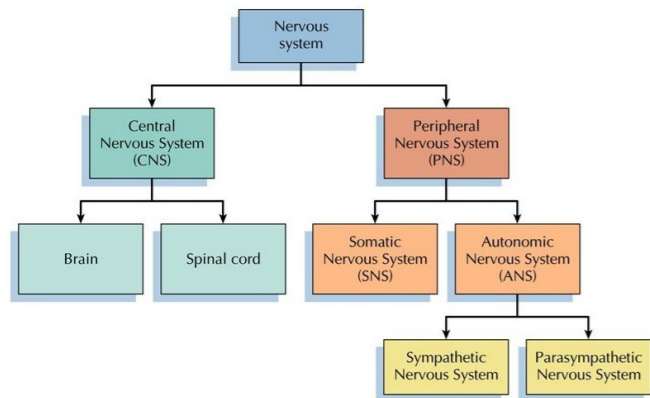 Nervous
system
Central
Nervous System
(CNS)
Peripheral
Nervous System
(PNS)
Brain
Spinal cord
Somatic
Nervous System
(SNS)
Autonomic
Nervous System
(ANS)
Sympathetic
Nervous System
Parasympathetic
Nervous System